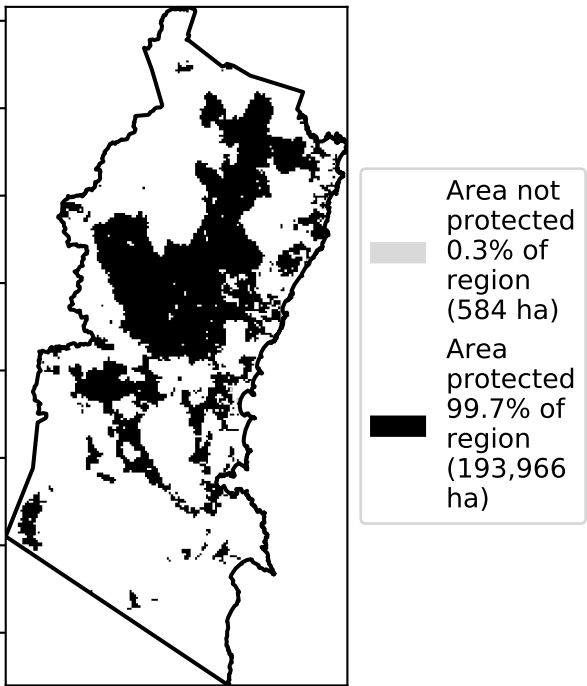 Area not
protected
0.3% of
region
(584 ha)
Area
protected
99.7% of
region
(193,966
ha)